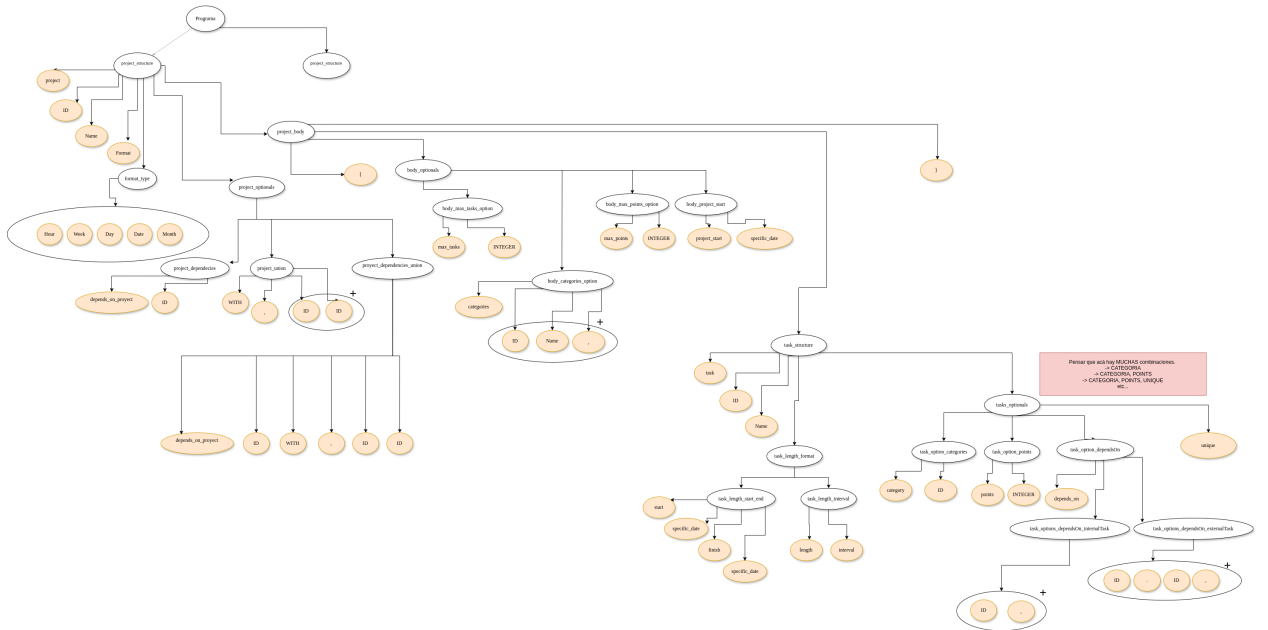 Programa
project_structure
project_structure
project
ID
Name
Format
format_type
Hour
Week
Day
Date
Month
project_body
project_optionals
body_optionals
body_max_tasks_option
max_tasks
INTEGER
body_max_points_option
max_points
INTEGER
body_project_start
project_start
specific_date
project_dependecies
depends_on_proyect
ID
project_union
WITH
,
ID
ID
+
proyect_dependencies_union
depends_on_proyect
ID
WITH
,
ID
ID
body_categories_option
categories
ID
Name
,
+
task_structure
task
ID
Name
task_length_format
task_length_start_end
start
specific_date
finish
specific_date
task_length_interval
length
interval
Pensar que acá hay MUCHAS combinaciones.
-> CATEGORIA
-> CATEGORIA, POINTS
-> CATEGORIA, POINTS, UNIQUE
etc...
tasks_optionals
task_option_categories
category
ID
task_option_points
points
INTEGER
task_option_dependsOn
depends_on
unique
task_options_dependsOn_internalTask
ID
,
+
task_options_dependsOn_externalTask
ID
.
ID
,
+